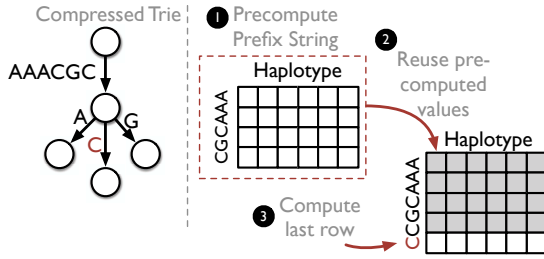 Compressed Trie
AAACGC
A
G
C
1 Precompute
Prefix String
Haplotype
CGCAAA
2
Reuse pre-
computed
values
Haplotype
CCGCAAA
3 Compute
last row